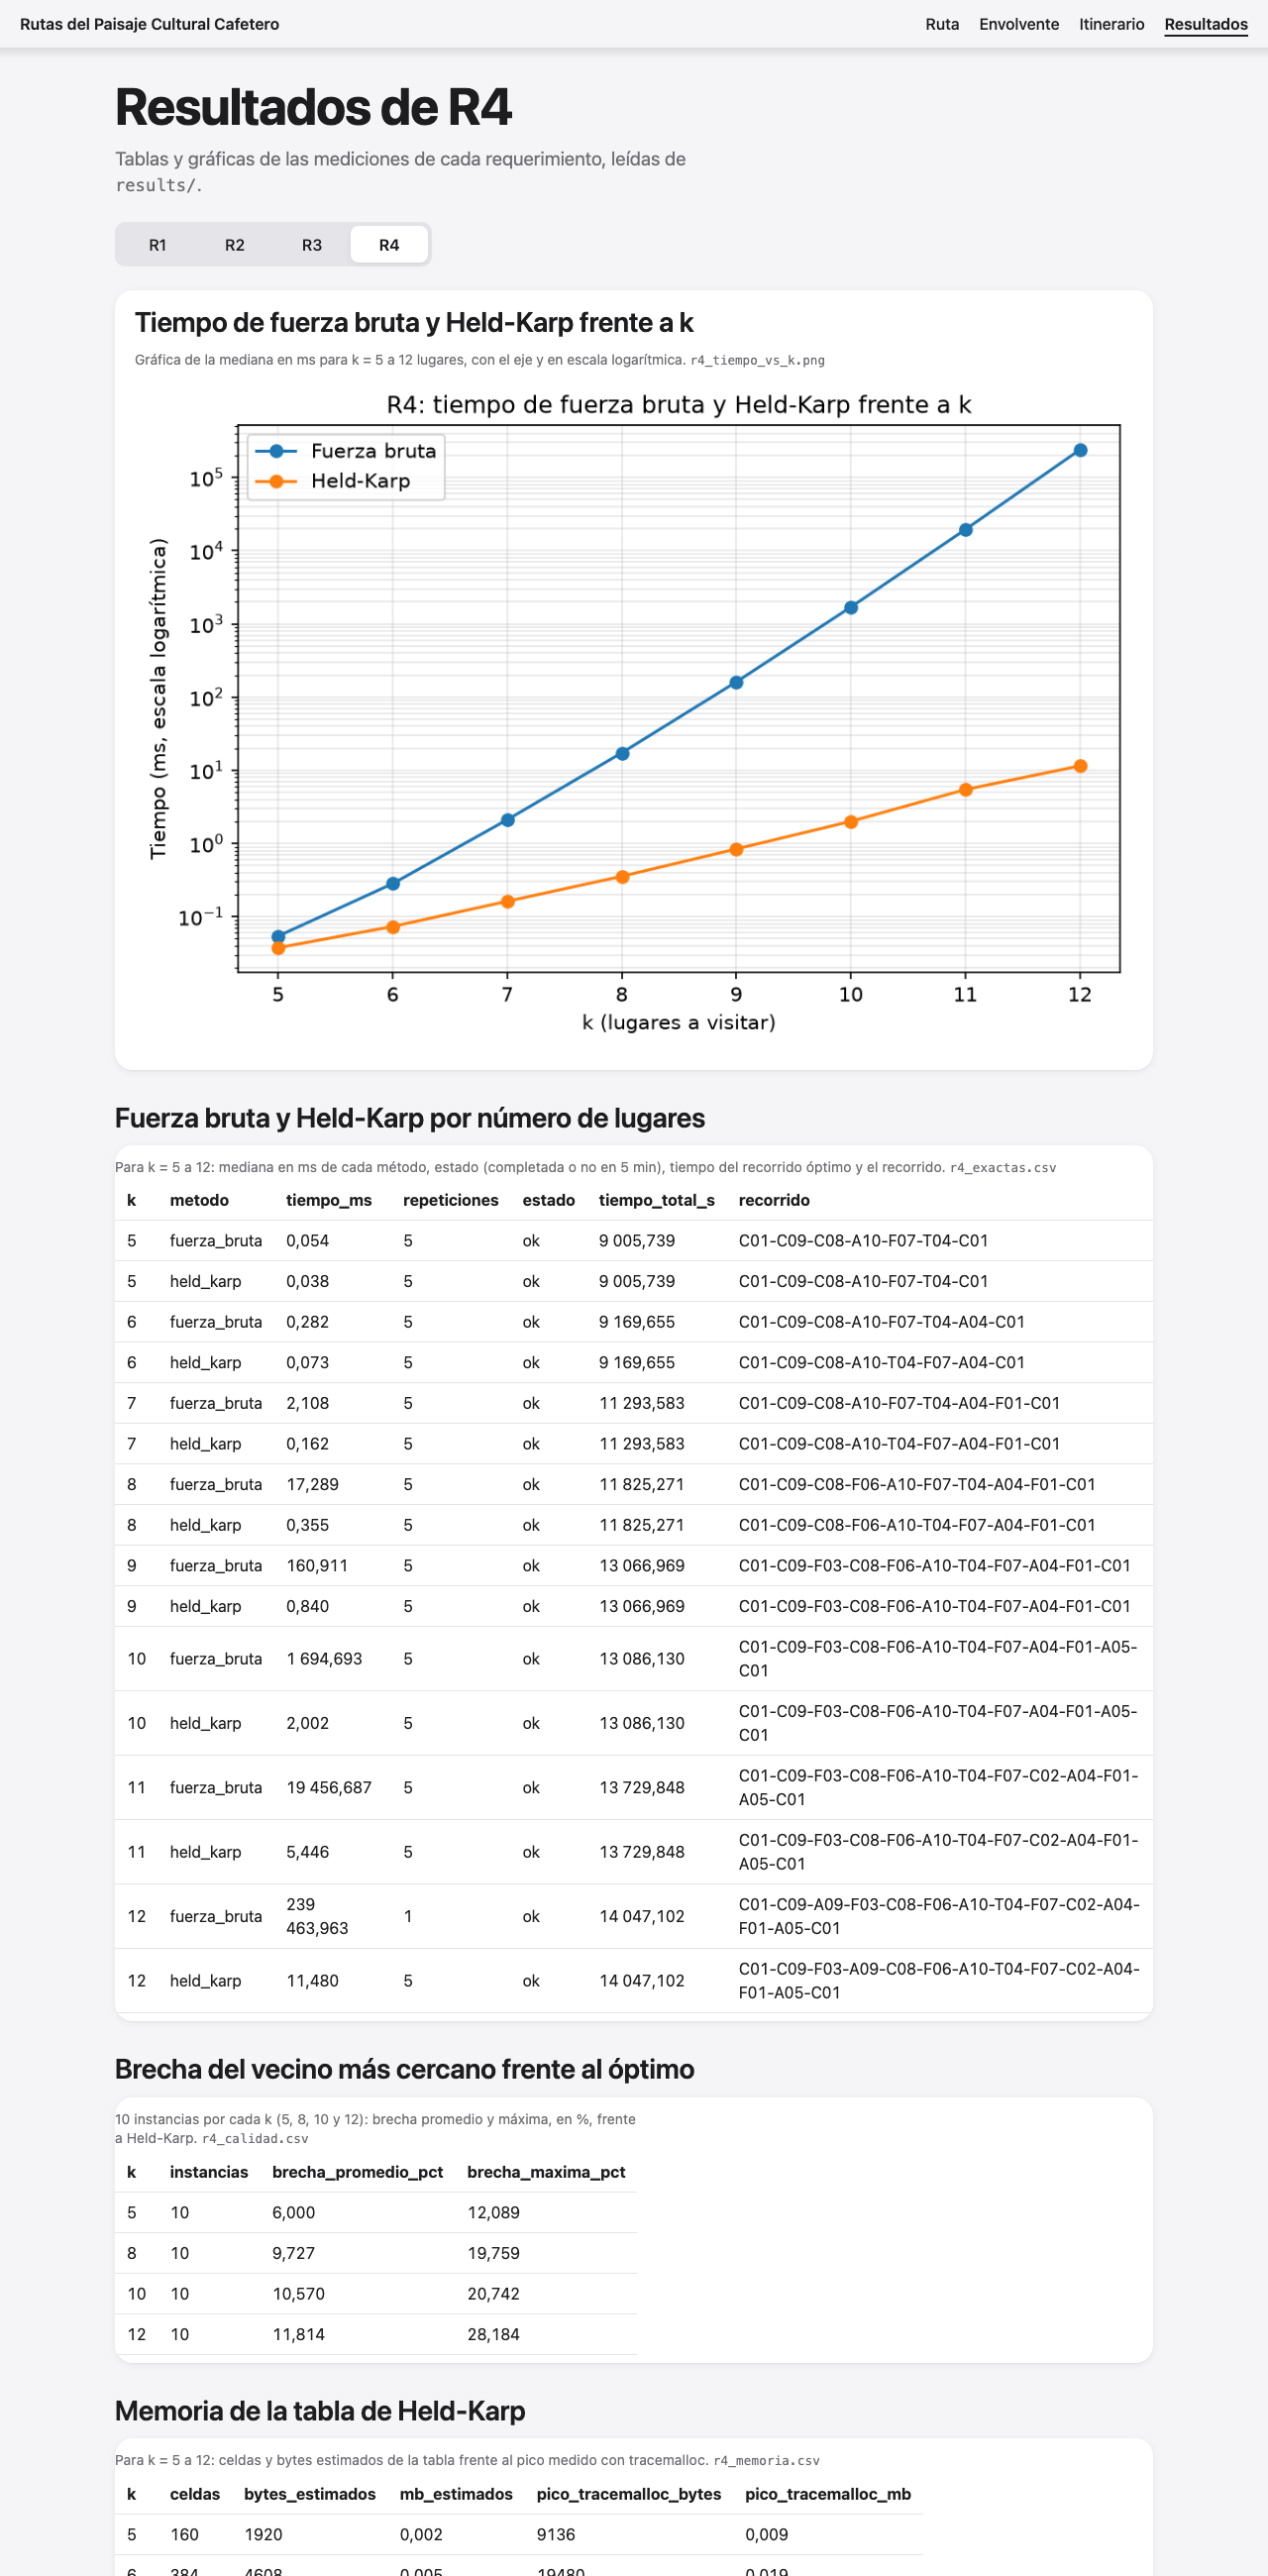 Rutas del Paisaje Cultural Cafetero
Ruta Envolvente Itinerario Resultados
Resultados de R4
Tablas y gráficas de las mediciones de cada requerimiento, leídas de
results/.
R1 R2 R3 R4
Tiempo de fuerza bruta y Held-Karp frente a k
Gráfica de la mediana en ms para k = 5 a 12 lugares, con el eje y en escala logarítmica. r4_tiempo_vs_k.png
R4: tiempo de fuerza bruta y Held-Karp frente a k
Fuerza bruta
Held-Karp
Tiempo (ms, escala logarítmica)
10⁵
10⁴
10³
10²
10¹
10⁰
10⁻¹
5 6 7 8 9 10 11 12
k (lugares a visitar)
Fuerza bruta y Held-Karp por número de lugares
Para k = 5 a 12: mediana en ms de cada método, estado (completada o no en 5 min), tiempo del recorrido óptimo y el recorrido. r4_exactas.csv
k metodo tiempo_ms repeticiones estado tiempo_total_s recorrido
5 fuerza_bruta 0,054 5 ok 9 005,739 C01-C09-C08-A10-F07-T04-C01
5 held_karp 0,038 5 ok 9 005,739 C01-C09-C08-A10-F07-T04-C01
6 fuerza_bruta 0,282 5 ok 9 169,655 C01-C09-C08-A10-F07-T04-A04-C01
6 held_karp 0,073 5 ok 9 169,655 C01-C09-C08-A10-T04-F07-A04-C01
7 fuerza_bruta 2,108 5 ok 11 293,583 C01-C09-C08-A10-F07-T04-A04-F01-C01
7 held_karp 0,162 5 ok 11 293,583 C01-C09-C08-A10-T04-F07-A04-F01-C01
8 fuerza_bruta 17,289 5 ok 11 825,271 C01-C09-C08-F06-A10-F07-T04-A04-F01-C01
8 held_karp 0,355 5 ok 11 825,271 C01-C09-C08-F06-A10-T04-F07-A04-F01-C01
9 fuerza_bruta 160,911 5 ok 13 066,969 C01-C09-F03-C08-F06-A10-T04-F07-A04-F01-C01
9 held_karp 0,840 5 ok 13 066,969 C01-C09-F03-C08-F06-A10-T04-F07-A04-F01-C01
10 fuerza_bruta 1 694,693 5 ok 13 086,130 C01-C09-F03-C08-F06-A10-T04-F07-A04-F01-A05-
C01
10 held_karp 2,002 5 ok 13 086,130 C01-C09-F03-C08-F06-A10-T04-F07-A04-F01-A05-
C01
11 fuerza_bruta 19 456,687 5 ok 13 729,848 C01-C09-F03-C08-F06-A10-T04-F07-C02-A04-F01-
A05-C01
11 held_karp 5,446 5 ok 13 729,848 C01-C09-F03-C08-F06-A10-T04-F07-C02-A04-F01-
A05-C01
12 fuerza_bruta 239
463,963 1 ok 14 047,102 C01-C09-A09-F03-C08-F06-A10-T04-F07-C02-A04-
F01-A05-C01
12 held_karp 11,480 5 ok 14 047,102 C01-C09-F03-A09-C08-F06-A10-T04-F07-C02-A04-
F01-A05-C01
Brecha del vecino más cercano frente al óptimo
10 instancias por cada k (5, 8, 10 y 12): brecha promedio y máxima, en %, frente
a Held-Karp. r4_calidad.csv
k instancias brecha_promedio_pct brecha_maxima_pct
5 10 6,000 12,089
8 10 9,727 19,759
10 10 10,570 20,742
12 10 11,814 28,184
Memoria de la tabla de Held-Karp
Para k = 5 a 12: celdas y bytes estimados de la tabla frente al pico medido con tracemalloc. r4_memoria.csv
k celdas bytes_estimados mb_estimados pico_tracemalloc_bytes pico_tracemalloc_mb
5 160 1920 0,002 9136 0,009
6 384 4608 0,005 19480 0,019